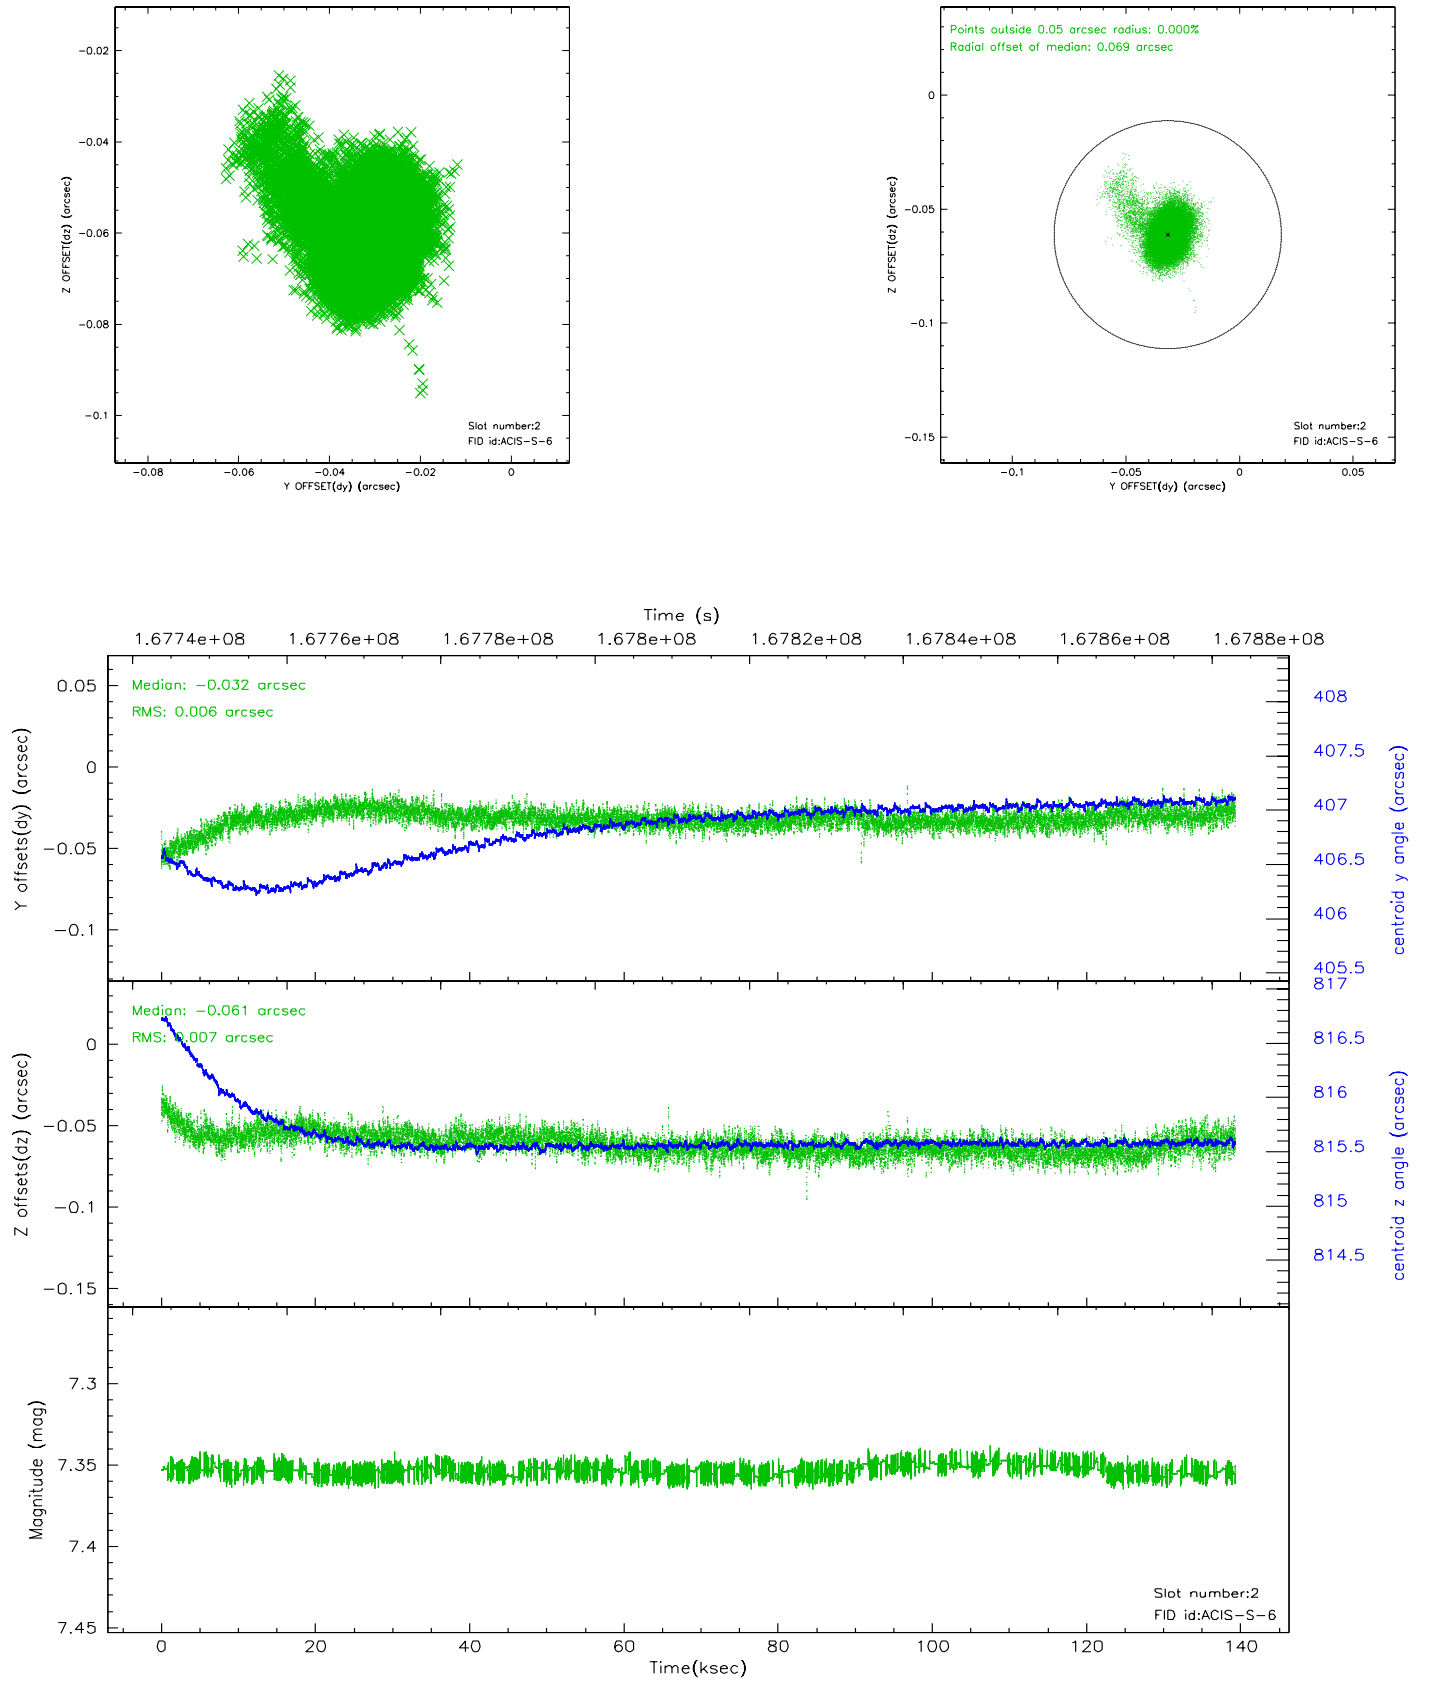 -0.02
-0.04
-0.06
-0.08
-0.1
Z OFFSET(dz) (arcsec)
-0.08 -0.06 -0.04 -0.02 0
Y OFFSET(dy) (arcsec)
Slot number:2
FID id:ACIS-S-6
Points outside 0.05 arcsec radius: 0.000%
Radial offset of median: 0.069 arcsec
0
-0.05
-0.1
-0.15
Z OFFSET(dz) (arcsec)
-0.1 -0.05 0 0.05
Y OFFSET(dy) (arcsec)
Slot number:2
FID id:ACIS-S-6
Time (s)
1.6774e+08 1.6776e+08 1.6778e+08 1.678e+08 1.6782e+08 1.6784e+08 1.6786e+08 1.6788e+08
Median: -0.032 arcsec
RMS: 0.006 arcsec
0.05
0
-0.05
-0.1
Y offsets(dy) (arcsec)
408
407.5
407
406.5
406
405.5
centroid y angle (arcsec)
Median: -0.061 arcsec
RMS: 0.007 arcsec
0
-0.05
-0.1
-0.15
Z offsets(dz) (arcsec)
817
816.5
816
815.5
815
814.5
centroid z angle (arcsec)
7.3
7.35
7.4
7.45
Magnitude (mag)
Slot number:2
FID id:ACIS-S-6
0 20 40 60 80 100 120 140
Time(ksec)